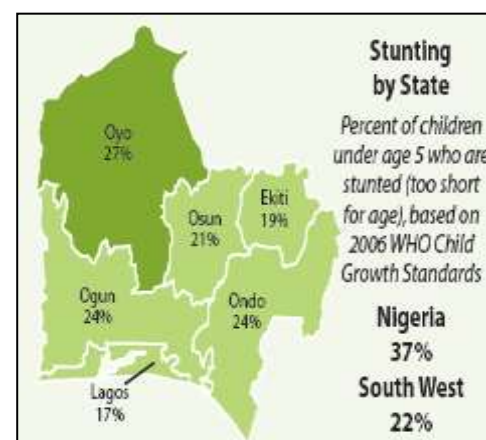 Stunting
by State
Percent of children
under age 5 who are
stunted (too short
for age), based on
2006 WHO Child
Growth Standards
Nigeria
37%
South West
22%
Oyo
27%
Osun
21%
Ekiti
19%
Ogun
24%
Ondo
24%
Lagos
17%